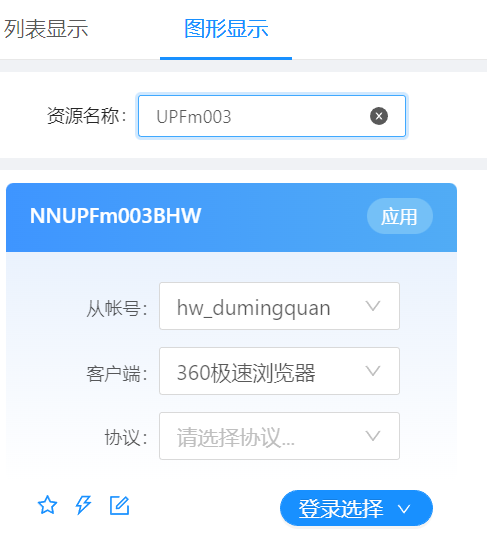 列表显示 图形显示
资源名称: UPFm003
NNUPFm003BHW 应用
从帐号: hw_dumingquan
客户端: 360极速浏览器
协议: 请选择协议...
登录选择